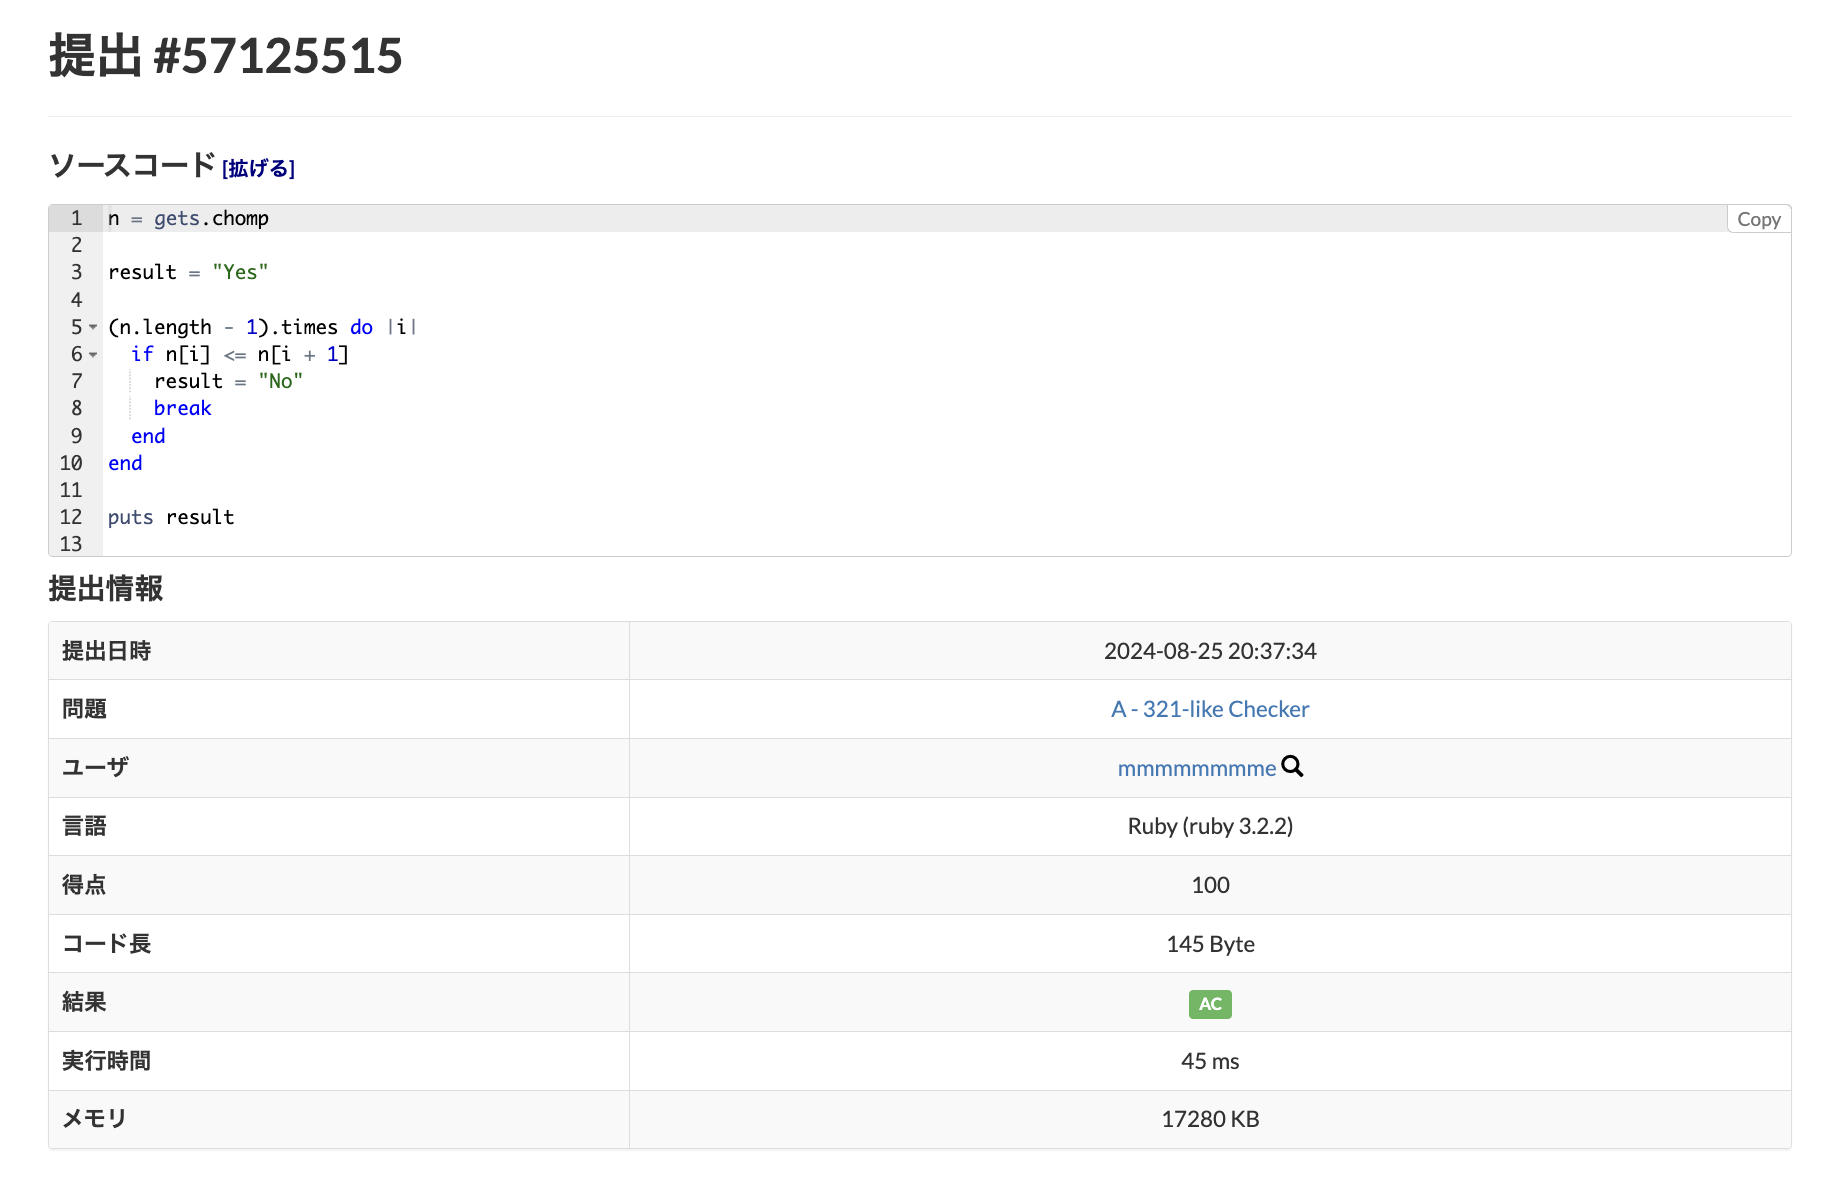 提出 #57125515
ソースコード [拡げる]
Copy
1 n = gets.chomp
2
3 result = "Yes"
4
5 (n.length - 1).times do |i|
6   if n[i] <= n[i + 1]
7     result = "No"
8     break
9   end
10 end
11
12 puts result
13
提出情報
提出日時 2024-08-25 20:37:34
問題 A - 321-like Checker
ユーザ mmmmmmmme
言語 Ruby (ruby 3.2.2)
得点 100
コード長 145 Byte
結果 AC
実行時間 45 ms
メモリ 17280 KB